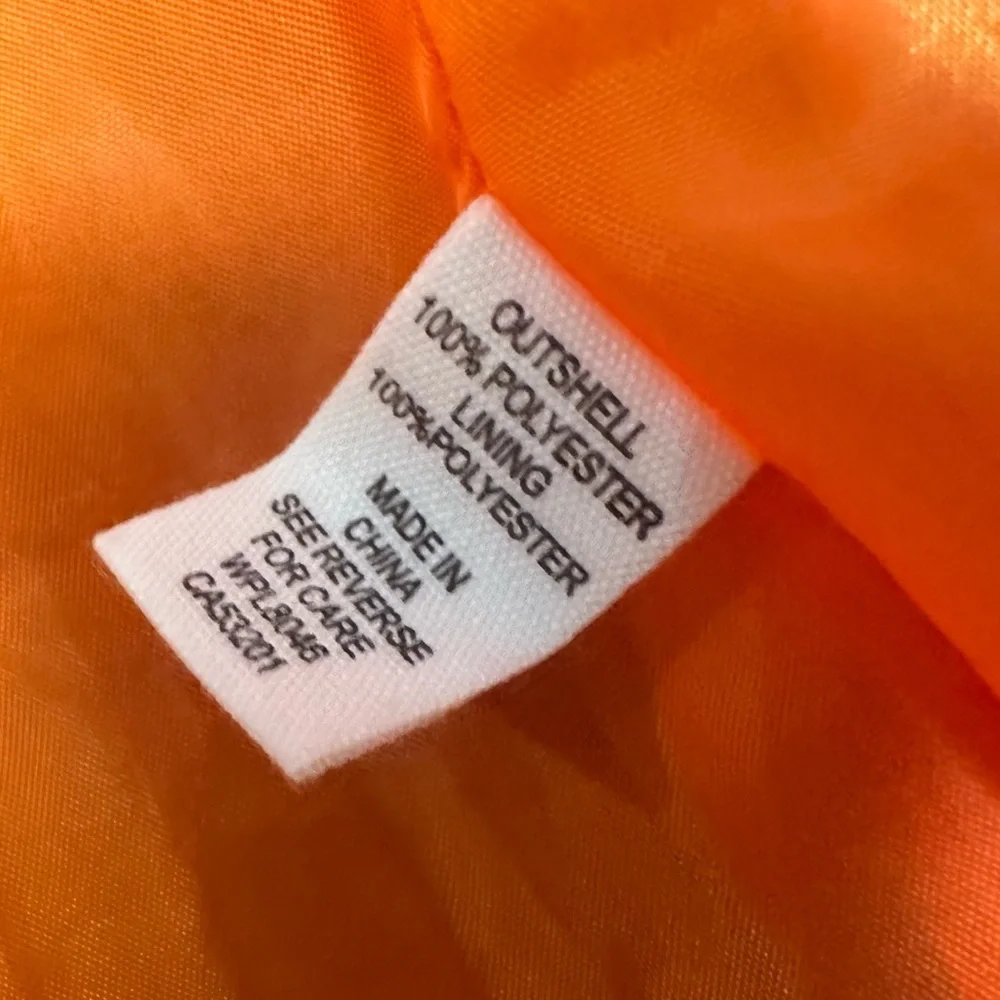 OUTSHELL
100% POLYESTER
LINING
100%POLYESTER
MADE IN
CHINA
SEE REVERSE
FOR CARE
WPL8046
CA53201